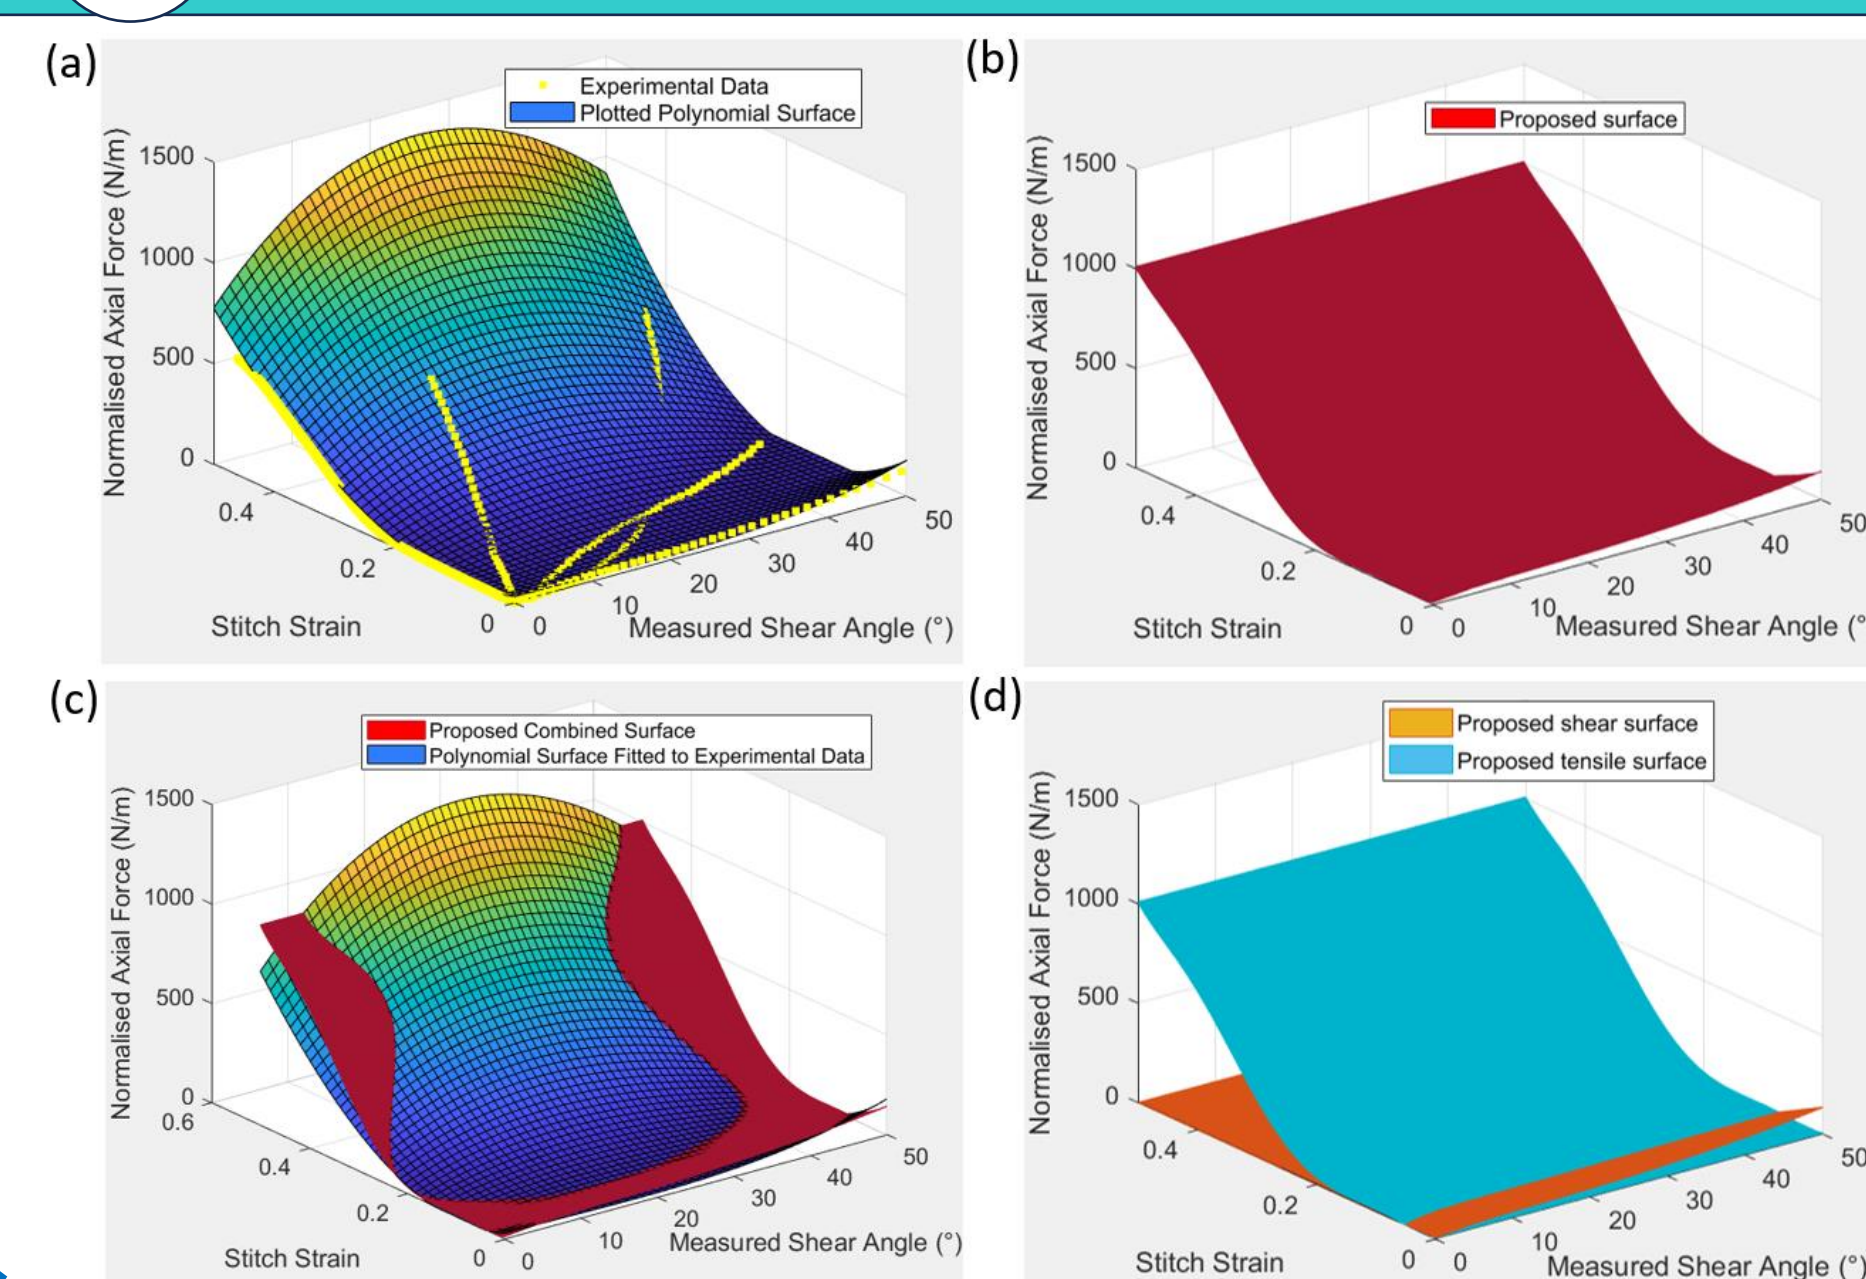 (a)
Experimental Data
Plotted Polynomial Surface
Normalised Axial Force (N/m)
1500
1000
500
0
0.4
0.2
0
Stitch Strain
0
10
20
30
40
50
Measured Shear Angle (°)
(b)
Proposed surface
Normalised Axial Force (N/m)
1500
1000
500
0
0.4
0.2
0
Stitch Strain
0
10
20
30
40
50
Measured Shear Angle (°
(c)
Proposed Combined Surface
Polynomial Surface Fitted to Experimental Data
Normalised Axial Force (N/m)
1500
1000
500
0
0.6
0.4
0.2
0
Stitch Strain
0
10
20
30
40
50
Measured Shear Angle (°)
(d)
Proposed shear surface
Proposed tensile surface
Normalised Axial Force (N/m)
1500
1000
500
0
0.4
0.2
0
Stitch Strain
0
10
20
30
40
50
Measured Shear Angle (°)